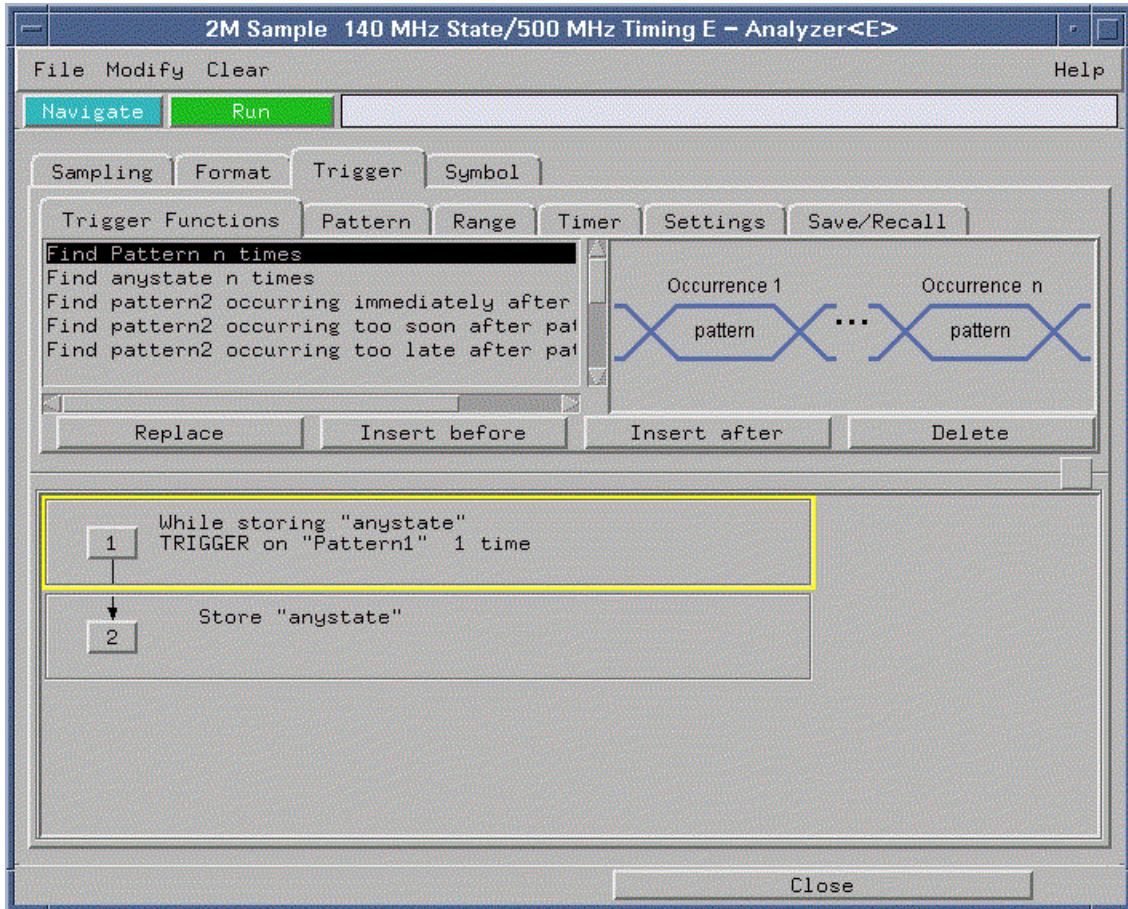 2M Sample 140 MHz State/500 MHz Timing E - Analyzer<E>
File Modify Clear Help
Navigate Run
Sampling Format Trigger Symbol
Trigger Functions Pattern Range Timer Settings Save/Recall
Find Pattern n times
Find anystate n times
Find pattern2 occurring immediately after
Find pattern2 occurring too soon after pat
Find pattern2 occurring too late after pat
Occurrence 1 Occurrence n
pattern ... pattern
Replace Insert before Insert after Delete
While storing "anystate"
1 TRIGGER on "Pattern1" 1 time
Store "anystate"
2
Close